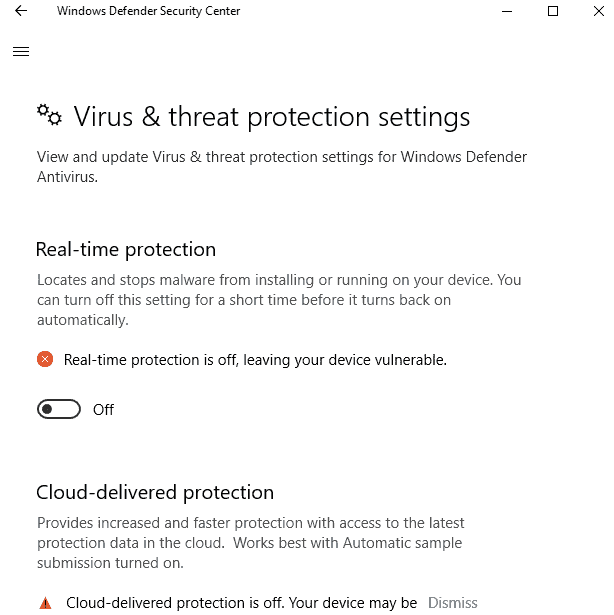 Windows Defender Security Center
Virus & threat protection settings
View and update Virus & threat protection settings for Windows Defender
Antivirus.
Real-time protection
Locates and stops malware from installing or running on your device. You
can turn off this setting for a short time before it turns back on
automatically.
Real-time protection is off, leaving your device vulnerable.
Off
Cloud-delivered protection
Provides increased and faster protection with access to the latest
protection data in the cloud.  Works best with Automatic sample
submission turned on.
Cloud-delivered protection is off. Your device may be Dismiss